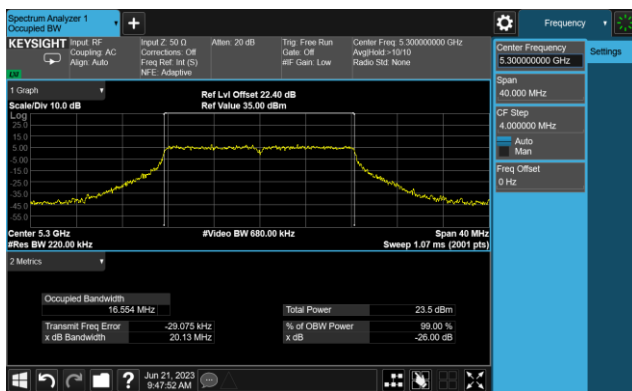 Spectrum Analyzer 1
Occupied BW
Frequency
KEYSIGHT
Input: RF
Coupling: AC
Align: Auto
Input Z: 50 Ω
Corrections: Off
Freq Ref: Int (S)
NFE: Adaptive
Atten: 20 dB
Trig: Free Run
Gate: Off
#IF Gain: Low
Center Freq: 5.300000000 GHz
Avg|Hold:>10/10
Radio Std: None
Center Frequency
5.300000000 GHz
Settings
Span
40.000 MHz
CF Step
4.000000 MHz
Auto
Man
Freq Offset
0 Hz
1 Graph
Scale/Div 10.0 dB
Ref Lvl Offset 22.40 dB
Ref Value 35.00 dBm
Log
25.0
15.0
5.00
-5.00
-15.0
-25.0
-35.0
-45.0
-55.0
Center 5.3 GHz
#Video BW 680.00 kHz
Span 40 MHz
#Res BW 220.00 kHz
Sweep 1.07 ms (2001 pts)
2 Metrics
Occupied Bandwidth
16.554 MHz
Total Power 23.5 dBm
Transmit Freq Error -29.075 kHz
% of OBW Power 99.00 %
x dB Bandwidth 20.13 MHz
x dB -26.00 dB
Jun 21, 2023
9:47:52 AM